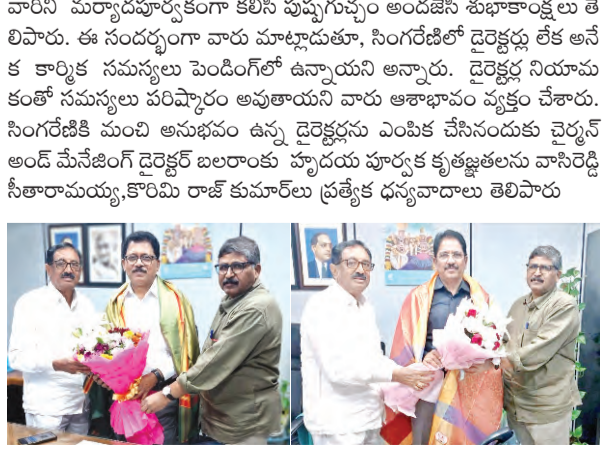 వారిని మర్యాదపూర్వకంగా కలిసి పుష్పగుచ్చం అందజేసి శుభాకాంక్షలు తె
లిపారు. ఈ సందర్భంగా వారు మాట్లాడుతూ, సింగరేణిలో డైరెక్టర్లు లేక అనే
క కార్మిక సమస్యలు పెండింగ్‌లో ఉన్నాయని అన్నారు. డైరెక్టర్ల నియామ
కంతో సమస్యలు పరిష్కారం అవుతాయని వారు ఆశాభావం వ్యక్తం చేశారు.
సింగరేణికి మంచి అనుభవం ఉన్న డైరెక్టర్లను ఎంపిక చేసినందుకు చైర్మన్
అండ్ మేనేజింగ్ డైరెక్టర్ బలరాంకు హృదయ పూర్వక కృతజ్ఞతలను వాసిరెడ్డి
సీతారామయ్య,కొరిమి రాజ్ కుమార్‌లు ప్రత్యేక ధన్యవాదాలు తెలిపారు